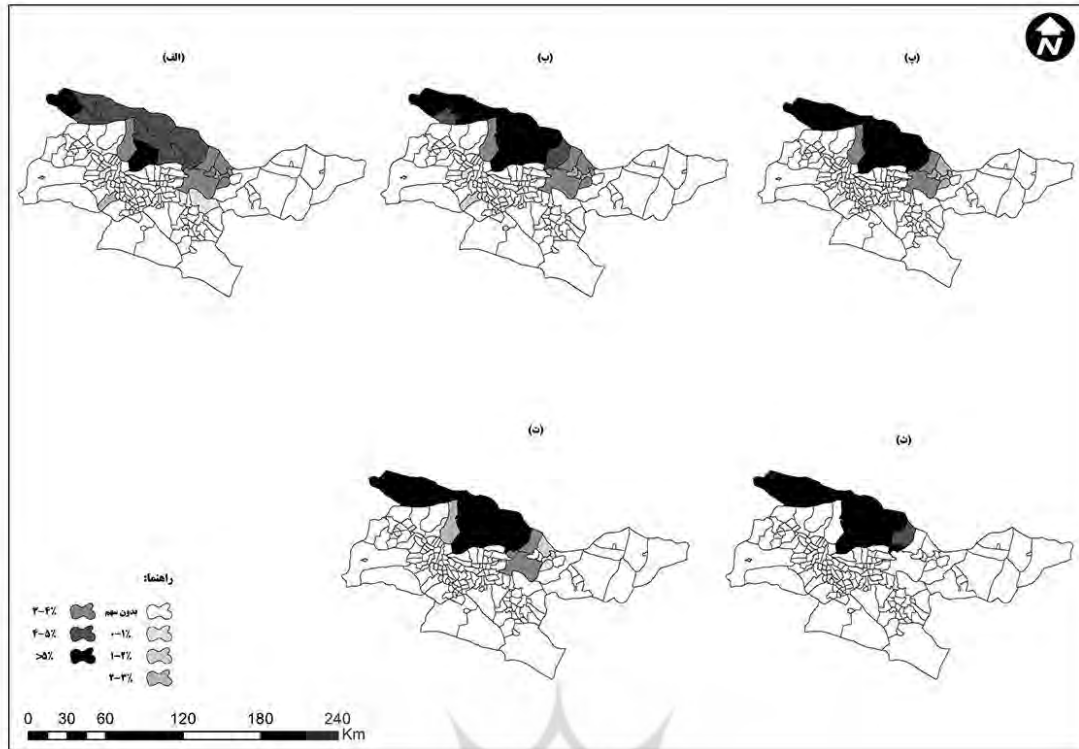 N
(الف)
(ب)
(پ)
(ت)
(ث)
راهنما:
بدون سهم
۰-۱٪
۱-۲٪
۲-۳٪
۳-۴٪
۴-۵٪
>۵٪
0 30 60 120 180 240
Km